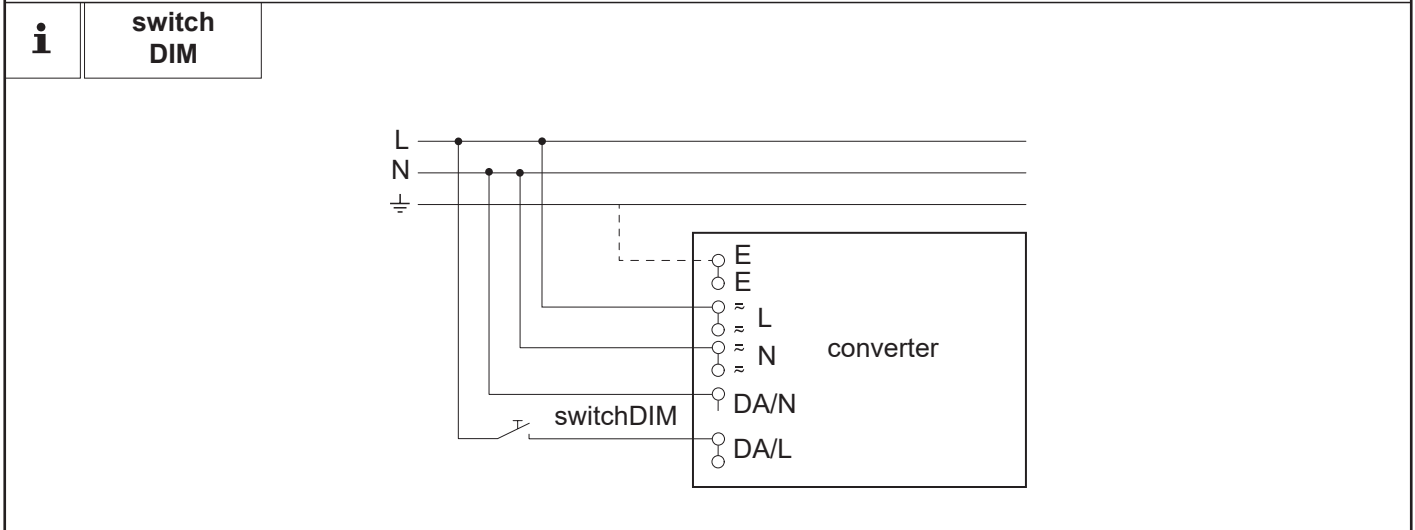 i
switch
DIM
L
N
E
E
≂
L
≂
≂
N
≂
converter
DA/N
switchDIM
DA/L